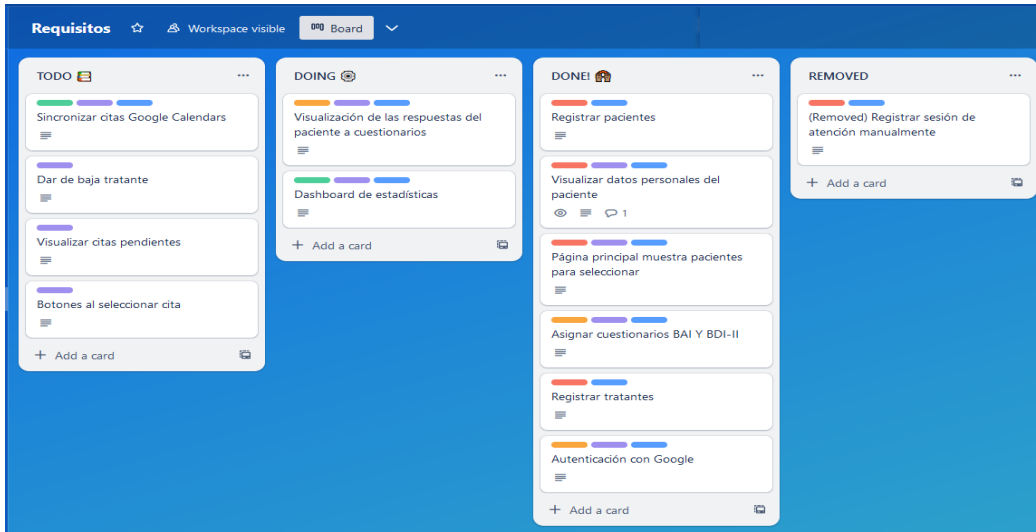 Requisitos
Workspace visible
Board
TODO
Sincronizar citas Google Calendars
Dar de baja tratante
Visualizar citas pendientes
Botones al seleccionar cita
+ Add a card
DOING
Visualización de las respuestas del
paciente a cuestionarios
Dashboard de estadísticas
+ Add a card
DONE!
Registrar pacientes
Visualizar datos personales del
paciente
1
Página principal muestra pacientes
para seleccionar
Asignar cuestionarios BAI Y BDI-II
Registrar tratantes
Autenticación con Google
+ Add a card
REMOVED
(Removed) Registrar sesión de
atención manualmente
+ Add a card